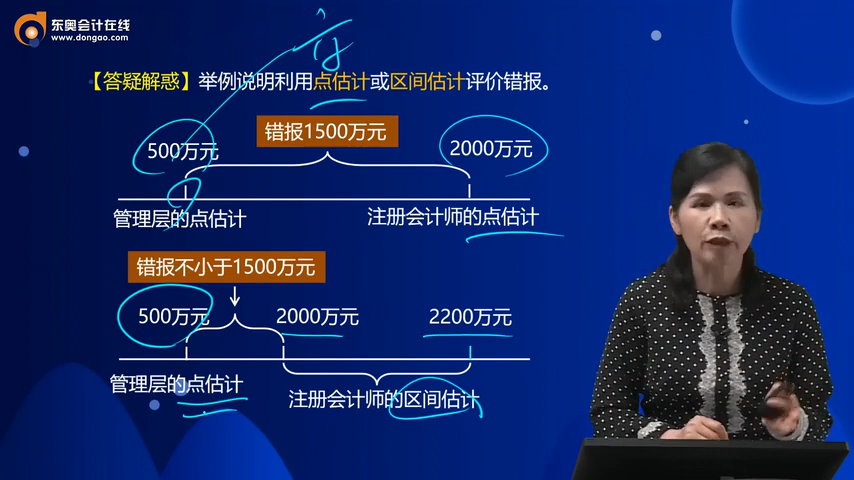 东奥会计在线
www.dongao.com
【答疑解惑】举例说明利用点估计或区间估计评价错报。
错报1500万元
500万元
2000万元
管理层的点估计
注册会计师的点估计
错报不小于1500万元
500万元
2000万元
2200万元
管理层的点估计
注册会计师的区间估计